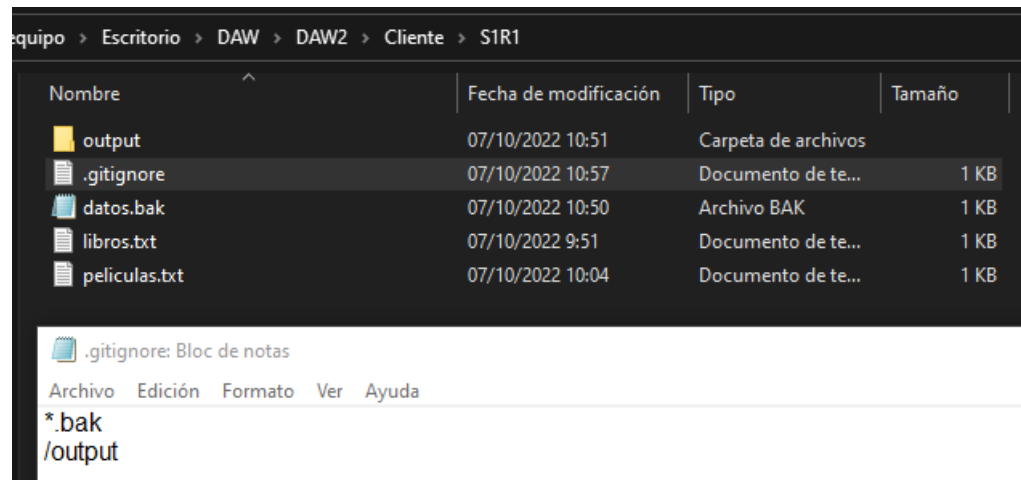 equipo > Escritorio > DAW > DAW2 > Cliente > S1R1
Nombre Fecha de modificación Tipo Tamaño
output 07/10/2022 10:51 Carpeta de archivos
.gitignore 07/10/2022 10:57 Documento de te... 1 KB
datos.bak 07/10/2022 10:50 Archivo BAK 1 KB
libros.txt 07/10/2022 9:51 Documento de te... 1 KB
peliculas.txt 07/10/2022 10:04 Documento de te... 1 KB
.gitignore: Bloc de notas
Archivo Edición Formato Ver Ayuda
*.bak
/output